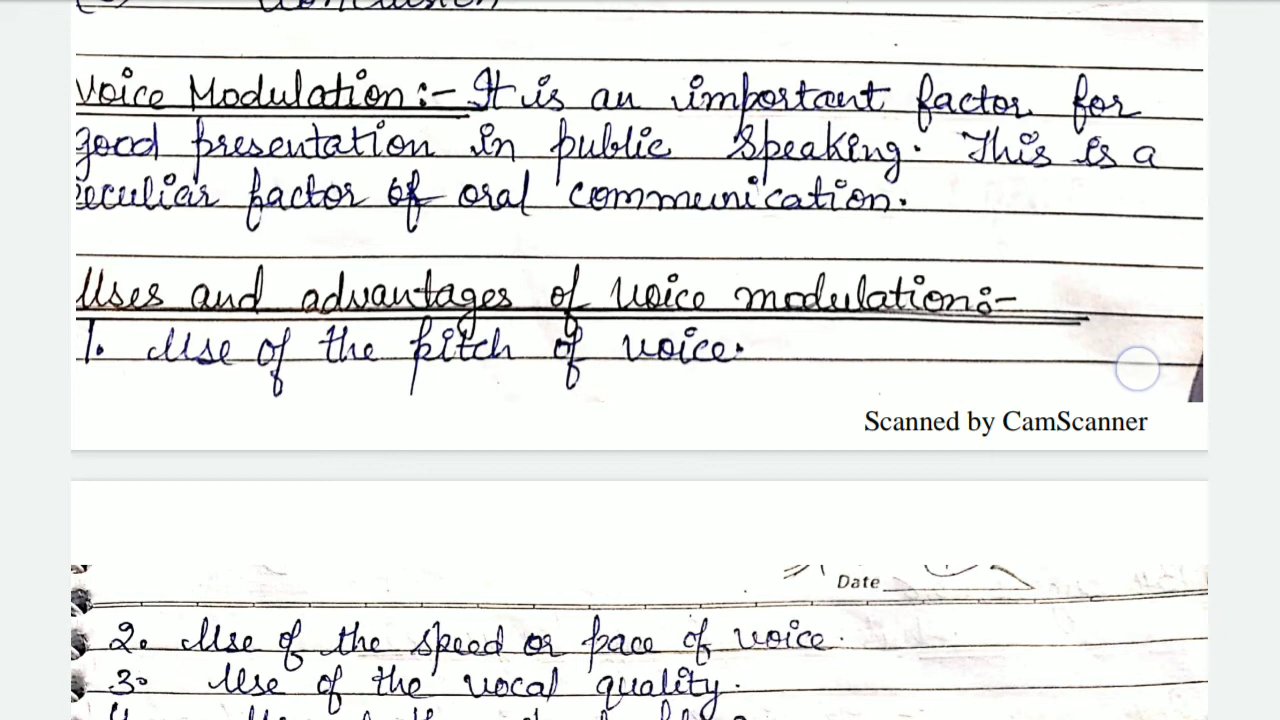 Conclusion
Voice Modulation :- It is an important factor for
good presentation in public speaking. This is a
peculiar factor of oral communication.
Uses and advantages of voice modulation :-
1. Use of the pitch of voice.
Scanned by CamScanner
Date
2. Use of the speed or pace of voice.
3. Use of the vocal quality.